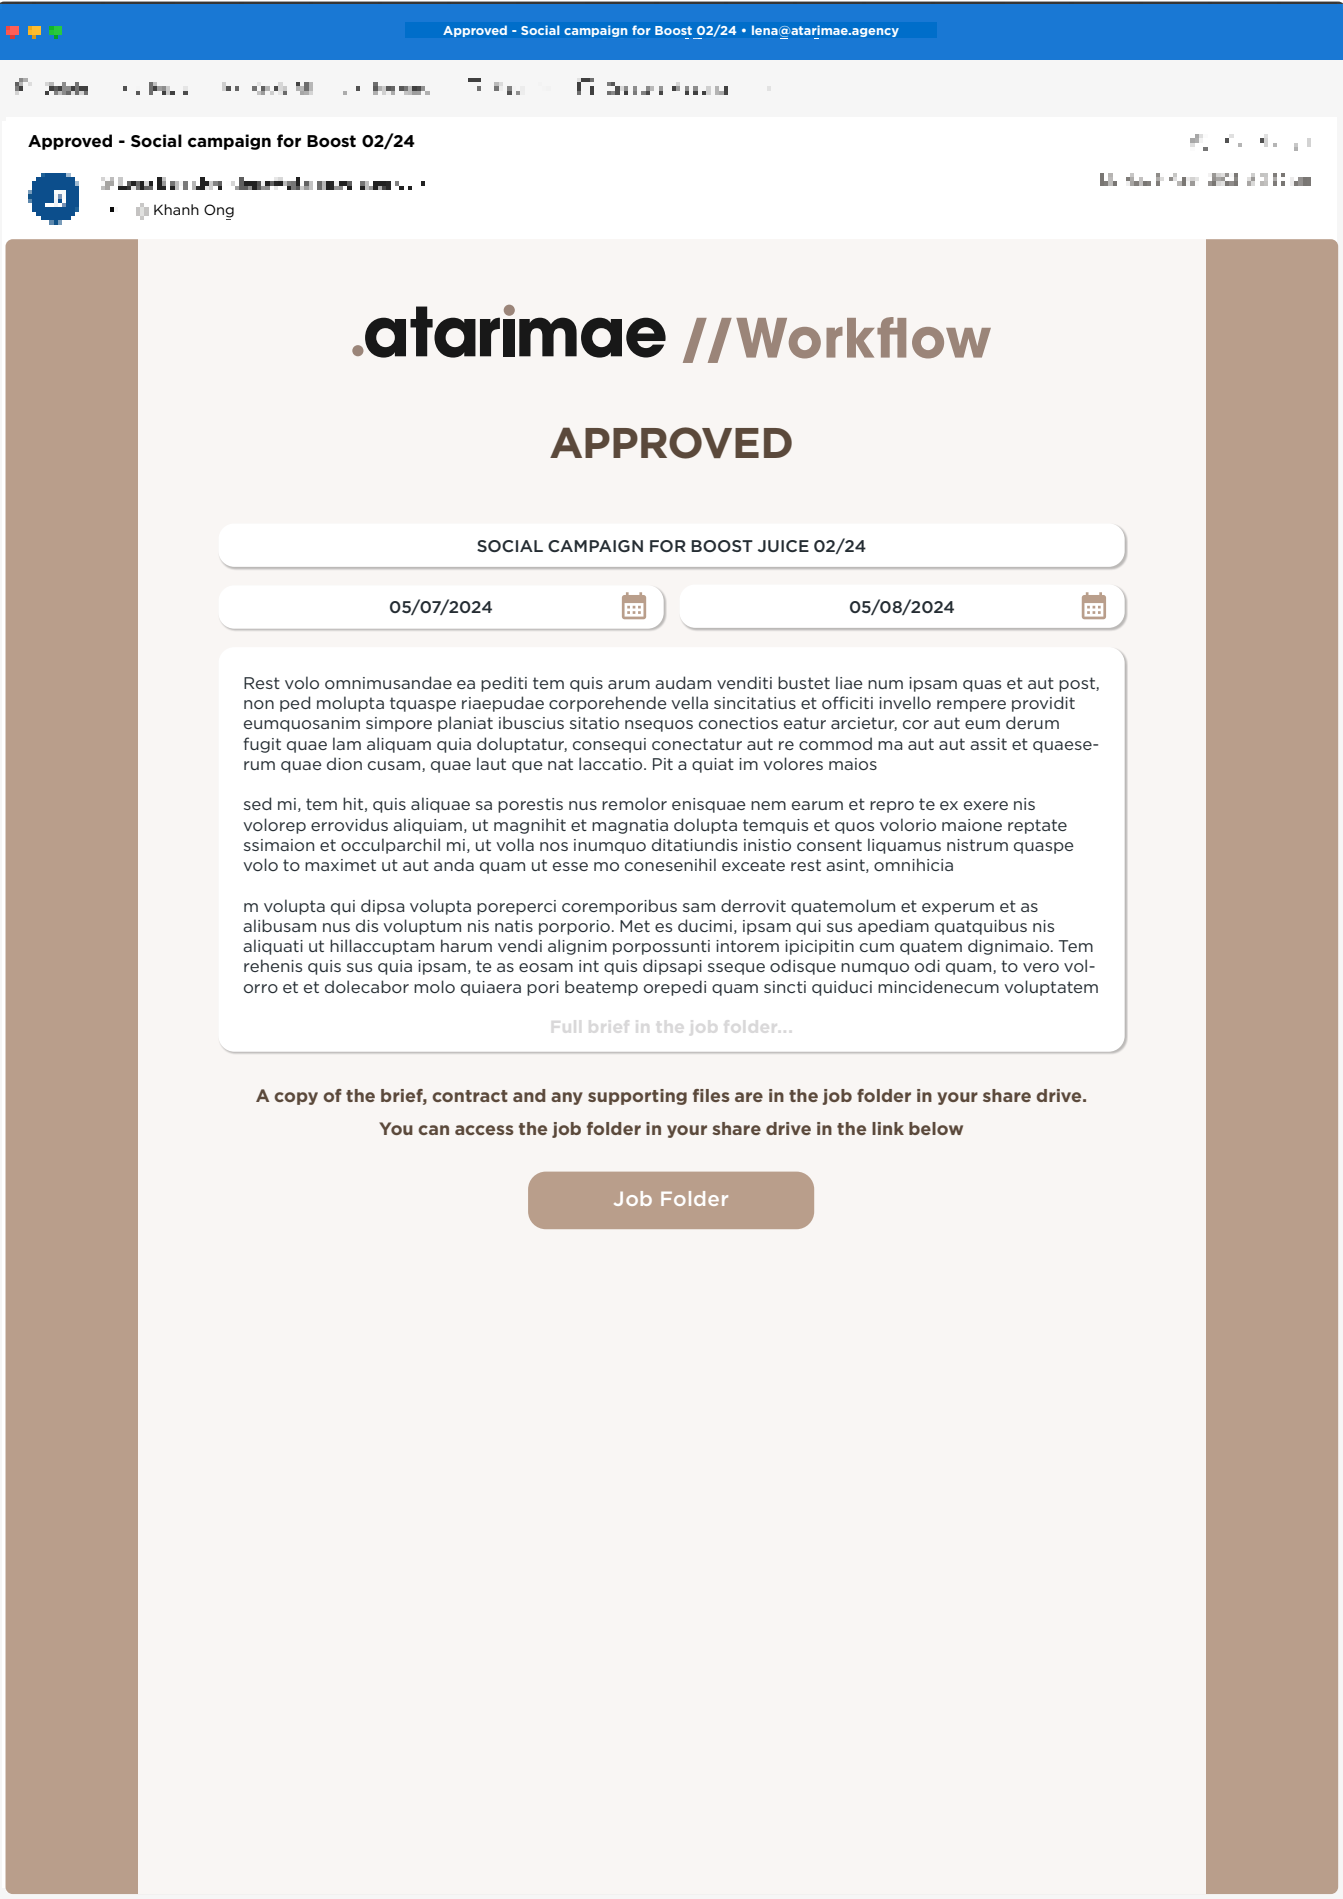 Approved - Social campaign for Boost 02/24 • lena@atarimae.agency
Approved - Social campaign for Boost 02/24
Khanh Ong
.atarimae //Workflow
APPROVED
SOCIAL CAMPAIGN FOR BOOST JUICE 02/24
05/07/2024
05/08/2024
Rest volo omnimusandae ea pediti tem quis arum audam venditi bustet liae num ipsam quas et aut post,
non ped molupta tquaspe riaepudae corporehende vella sincitatius et officiti invello rempere providit
eumquosanim simpore planiat ibuscius sitatio nsequos conectios eatur arcietur, cor aut eum derum
fugit quae lam aliquam quia doluptatur, consequi conectatur aut re commod ma aut aut assit et quaese-
rum quae dion cusam, quae laut que nat laccatio. Pit a quiat im volores maios
sed mi, tem hit, quis aliquae sa porestis nus remolor enisquae nem earum et repro te ex exere nis
volorep errovidus aliquiam, ut magnihit et magnatia dolupta temquis et quos volorio maione reptate
ssimaion et occulparchil mi, ut volla nos inumquo ditatiundis inistio consent liquamus nistrum quaspe
volo to maximet ut aut anda quam ut esse mo conesenihil exceate rest asint, omnihicia
m volupta qui dipsa volupta poreperci coremporibus sam derrovit quatemolum et experum et as
alibusam nus dis voluptum nis natis porporio. Met es ducimi, ipsam qui sus apediam quatquibus nis
aliquati ut hillaccuptam harum vendi alignim porpossunti intorem ipicipitin cum quatem dignimaio. Tem
rehenis quis sus quia ipsam, te as eosam int quis dipsapi sseque odisque numquo odi quam, to vero vol-
orro et et dolecabor molo quiaera pori beatemp orepedi quam sincti quiduci mincidenecum voluptatem
Full brief in the job folder...
A copy of the brief, contract and any supporting files are in the job folder in your share drive.
You can access the job folder in your share drive in the link below
Job Folder